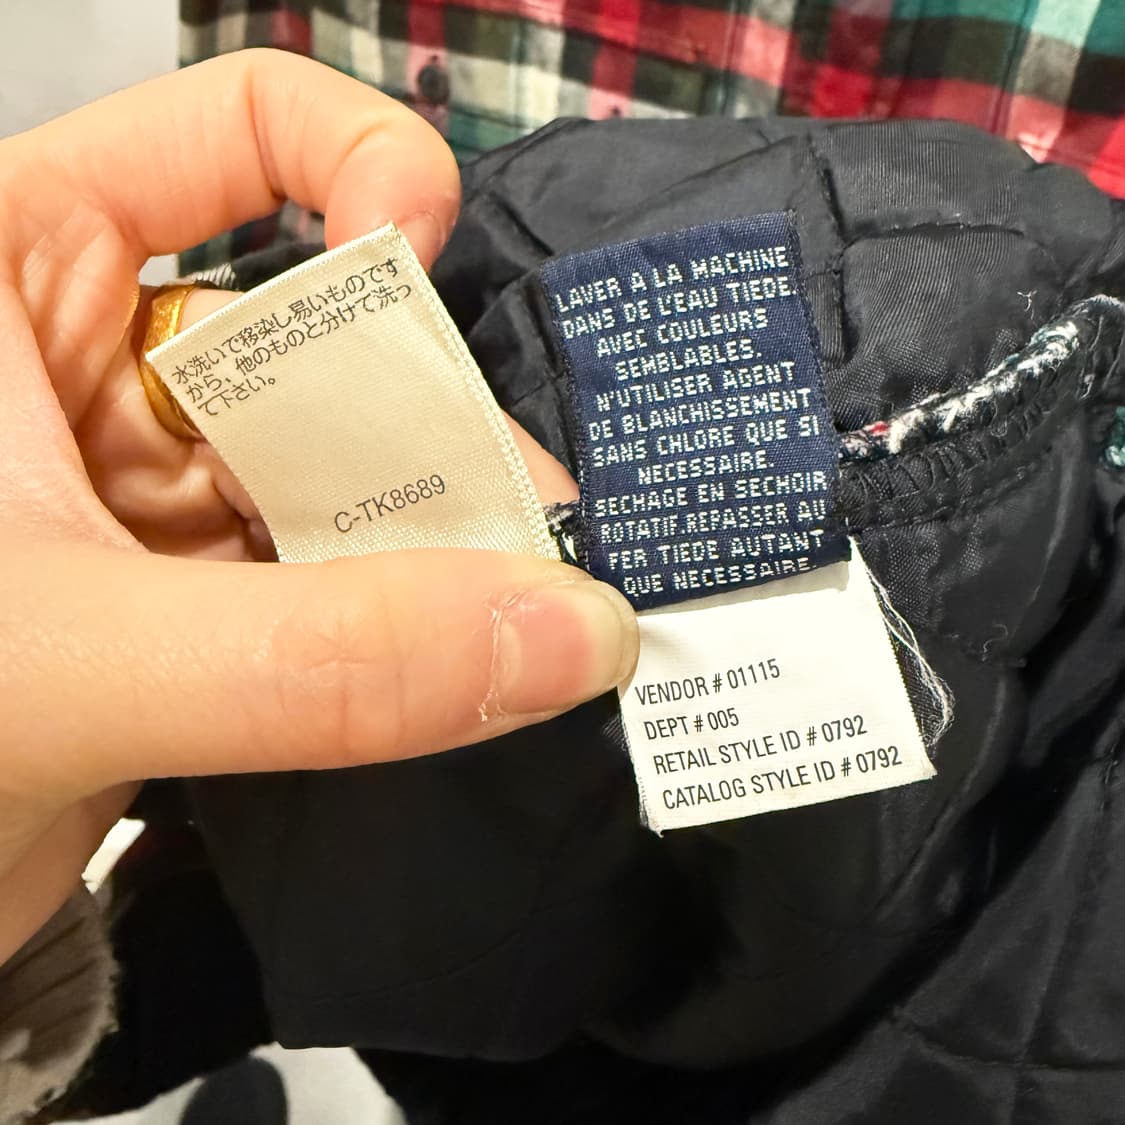 水洗いで移染し易いものです
から、他のものと分けて洗っ
て下さい。
C-TK8689
LAVER A LA MACHINE
DANS DE L'EAU TIEDE.
AVEC COULEURS
SEMBLABLES.
N'UTILISER AGENT
DE BLANCHISSEMENT
SANS CHLORE QUE SI
NECESSAIRE.
SECHAGE EN SECHOIR
ROTATIF.REPASSER AU
FER TIEDE AUTANT
QUE NECESSAIRE.
VENDOR # 01115
DEPT # 005
RETAIL STYLE ID # 0792
CATALOG STYLE ID # 0792